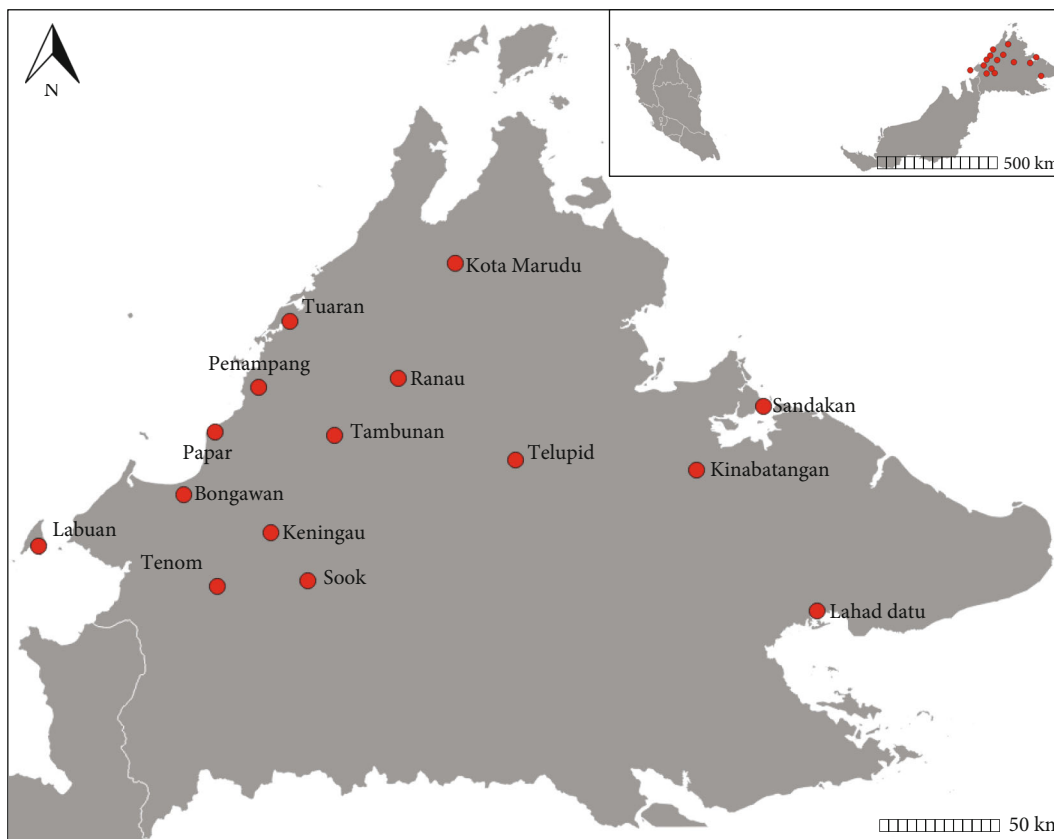 N
500 km
Kota Marudu
Tuaran
Penampang
Ranau
Sandakan
Papar
Tambunan
Telupid
Kinabatangan
Bongawan
Labuan
Keningau
Tenom
Sook
Lahad datu
50 km